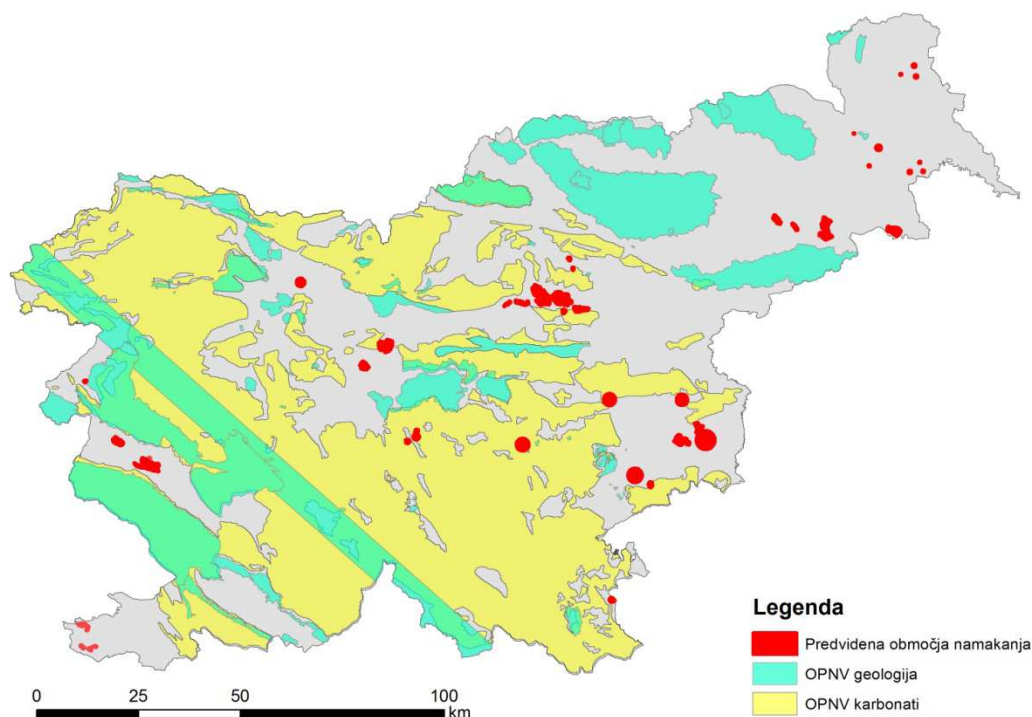 Legenda
Predvidena območja namakanja
OPNV geologija
OPNV karbonati
0 25 50 100
km